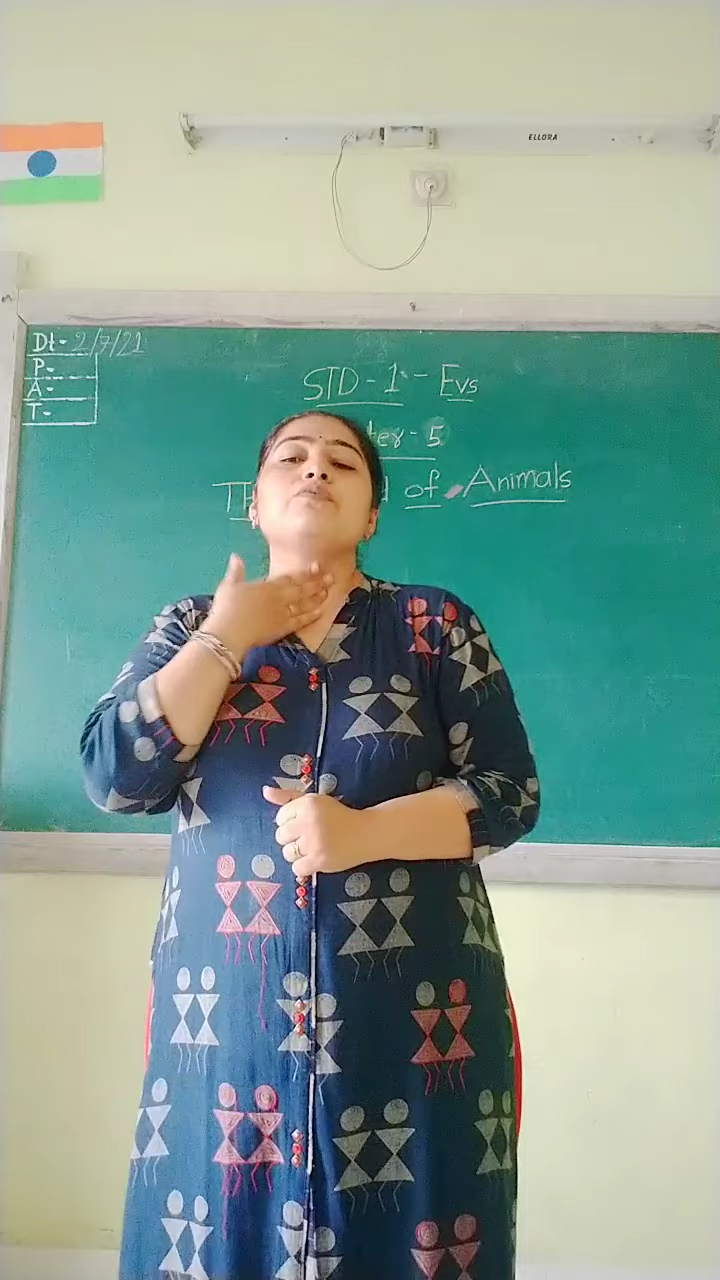 ELLORA
Dt- 2/7/21
P-
A-
T-
STD-1-Evs
5
of Animals